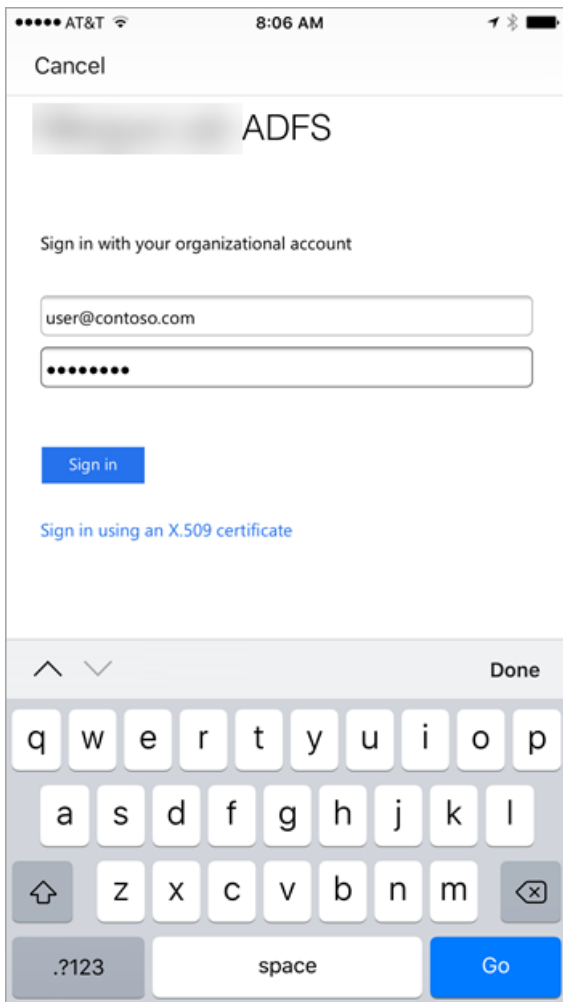 AT&T 8:06 AM
Cancel
ADFS
Sign in with your organizational account
user@contoso.com
••••••••
Sign in
Sign in using an X.509 certificate
Done
q w e r t y u i o p
a s d f g h j k l
z x c v b n m
.?123 space Go